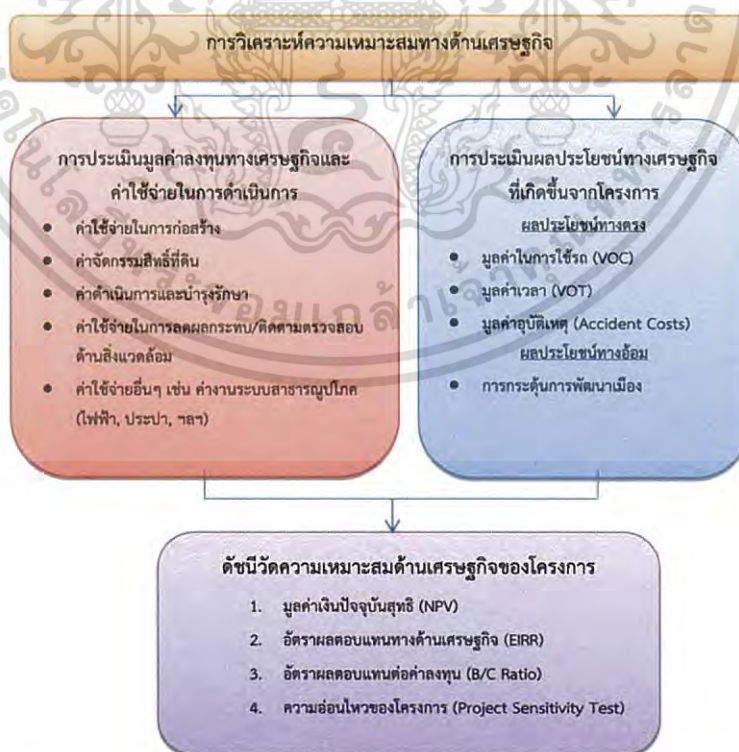 การวิเคราะห์ความเหมาะสมทางด้านเศรษฐกิจ
การประเมินมูลค่าลงทุนทางเศรษฐกิจและ
ค่าใช้จ่ายในการดำเนินการ
● ค่าใช้จ่ายในการก่อสร้าง
● ค่าจัดกรรมสิทธิ์ที่ดิน
● ค่าดำเนินการและบำรุงรักษา
● ค่าใช้จ่ายในการลดผลกระทบ/ติดตามตรวจสอบ
ด้านสิ่งแวดล้อม
● ค่าใช้จ่ายอื่นๆ เช่น ค่างานระบบสาธารณูปโภค
(ไฟฟ้า, ประปา, ฯลฯ)
การประเมินผลประโยชน์ทางเศรษฐกิจ
ที่เกิดขึ้นจากโครงการ
ผลประโยชน์ทางตรง
● มูลค่าในการใช้รถ (VOC)
● มูลค่าเวลา (VOT)
● มูลค่าอุบัติเหตุ (Accident Costs)
ผลประโยชน์ทางอ้อม
● การกระตุ้นการพัฒนาเมือง
ดัชนีวัดความเหมาะสมด้านเศรษฐกิจของโครงการ
1. มูลค่าเงินปัจจุบันสุทธิ (NPV)
2. อัตราผลตอบแทนทางด้านเศรษฐกิจ (EIRR)
3. อัตราผลตอบแทนต่อค่าลงทุน (B/C Ratio)
4. ความอ่อนไหวของโครงการ (Project Sensitivity Test)